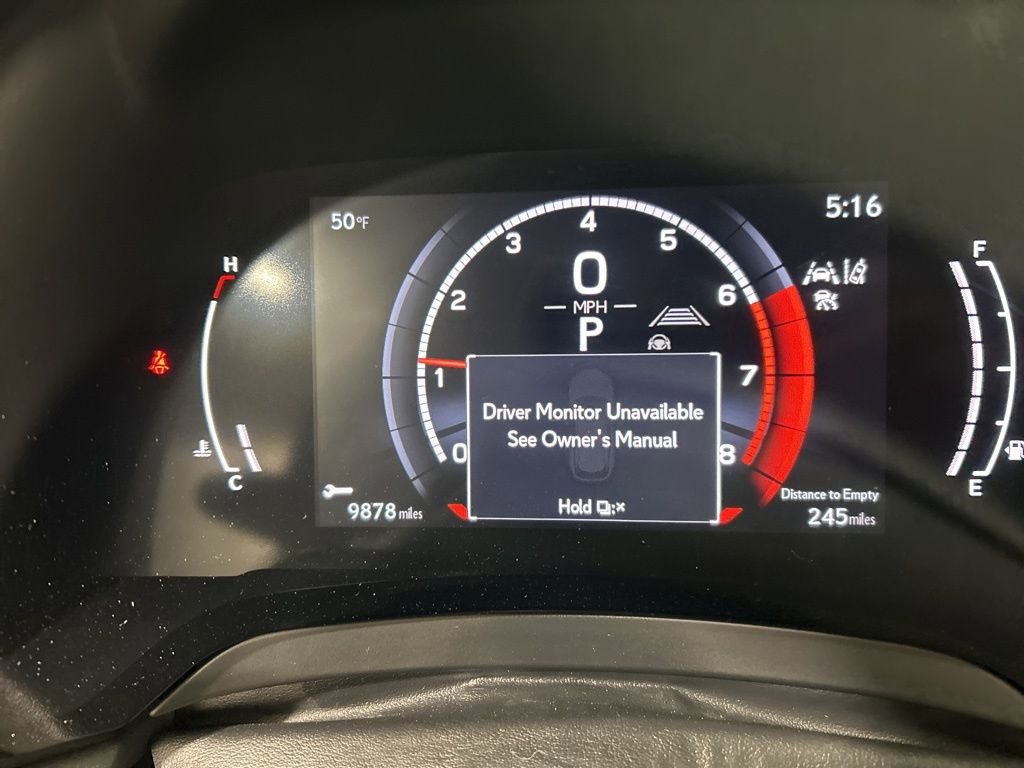 50°F
5:16
H
F
4
3
5
0
2
6
MPH
P
1
7
Driver Monitor Unavailable
See Owner's Manual
0
8
C
E
Hold :×
9878 miles
Distance to Empty
245 miles